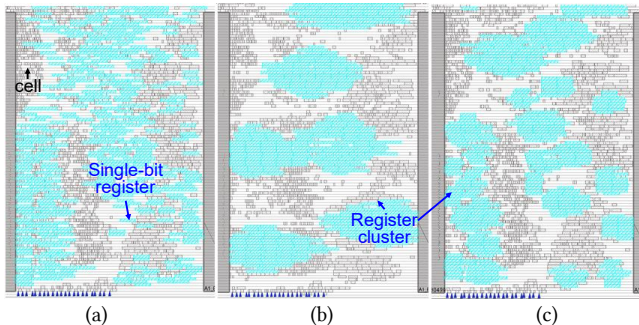 cell
Single-bit
register
Register
cluster
(a)
(b)
(c)